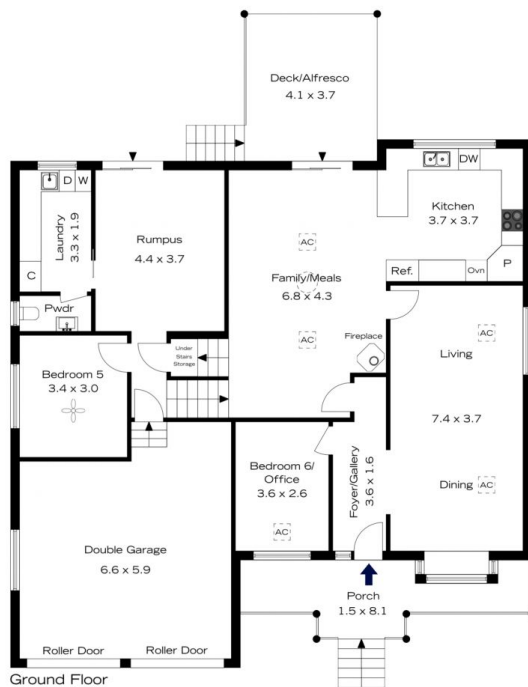 Deck/Alfresco
4.1 x 3.7
D W
Laundry
3.3 x 1.9
C
Pwdr
Rumpus
4.4 x 3.7
AC
Family/Meals
6.8 x 4.3
AC
Fireplace
DW
Kitchen
3.7 x 3.7
Ref.
Ovn
P
Under
Stairs
Storage
Bedroom 5
3.4 x 3.0
Living
AC
7.4 x 3.7
Dining
AC
Bedroom 6/
Office
3.6 x 2.6
AC
Foyer/Gallery
3.6 x 1.6
Double Garage
6.6 x 5.9
Porch
1.5 x 8.1
Roller Door
Roller Door
Ground Floor